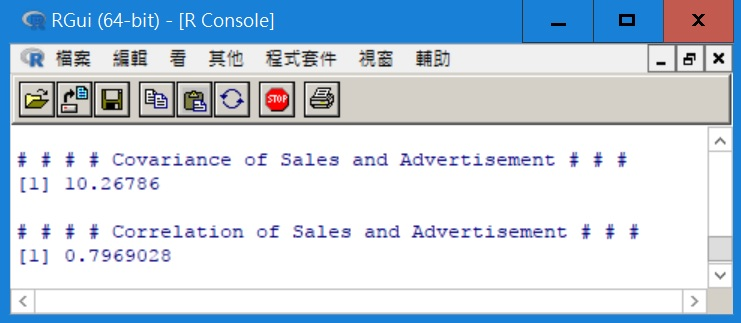 RGui (64-bit) - [R Console]
檔案 編輯 看 其他 程式套件 視窗 輔助
STOP
# # # # Covariance of Sales and Advertisement # # #
[1] 10.26786
# # # # Correlation of Sales and Advertisement # # #
[1] 0.7969028